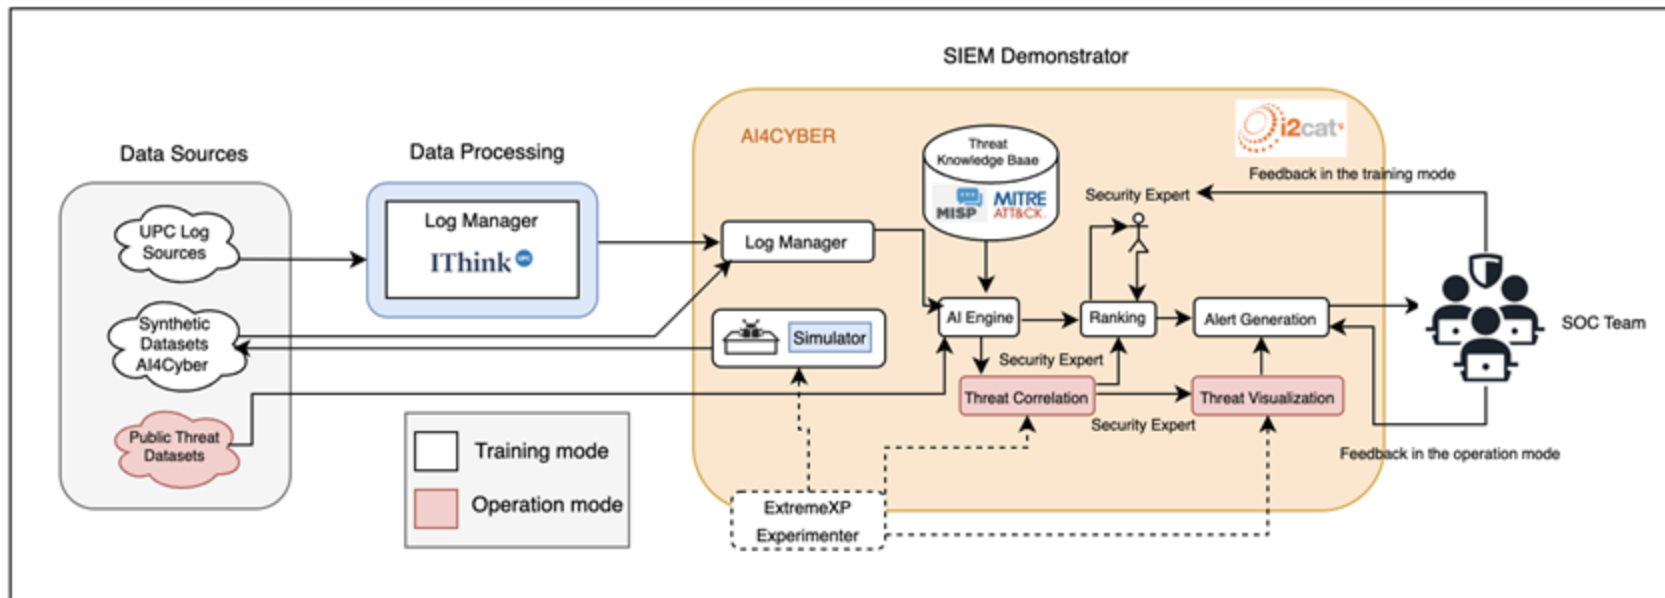 SIEM Demonstrator
Data Sources
Data Processing
AI4CYBER
i2cat
Threat
Knowledge Baae
MISP
MITRE
ATT&CK.
Feedback in the training mode
Security Expert
UPC Log
Sources
Log Manager
IThink
UPC
Log Manager
Synthetic
Datasets
AI4Cyber
Simulator
AI Engine
Ranking
Alert Generation
SOC Team
Security Expert
Threat Correlation
Threat Visualization
Security Expert
Public Threat
Datasets
Training mode
Operation mode
Feedback in the operation mode
ExtremeXP
Experimenter